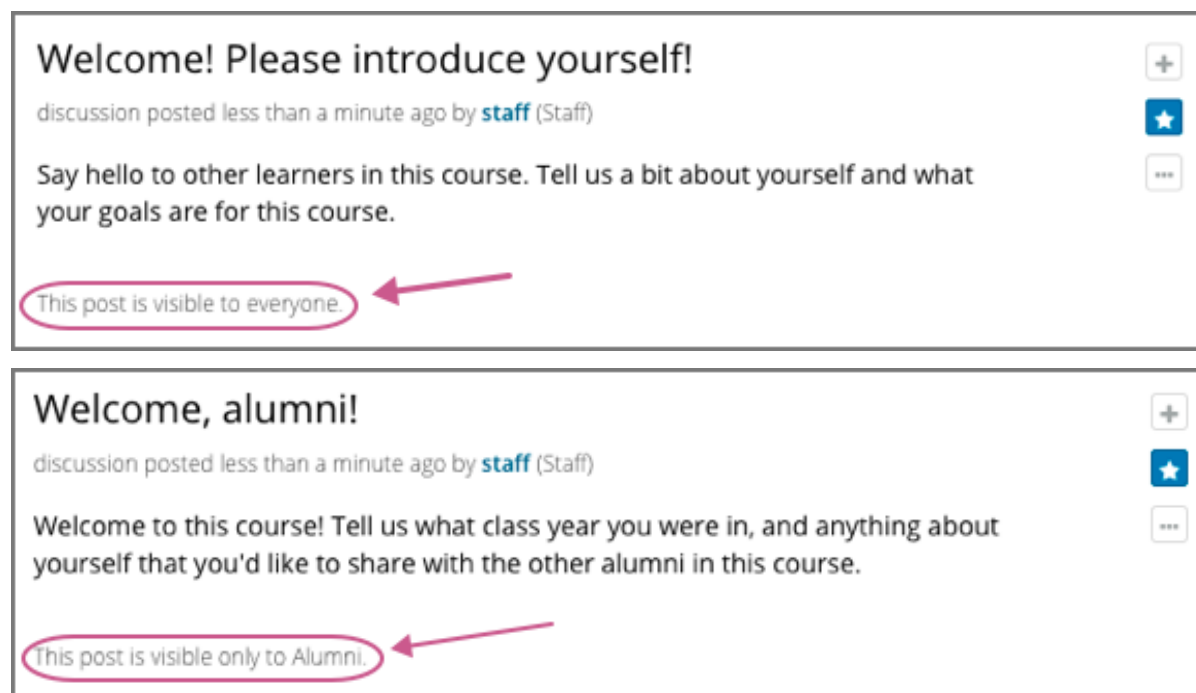 Welcome! Please introduce yourself!
discussion posted less than a minute ago by staff (Staff)
Say hello to other learners in this course. Tell us a bit about yourself and what
your goals are for this course.
This post is visible to everyone.
Welcome, alumni!
discussion posted less than a minute ago by staff (Staff)
Welcome to this course! Tell us what class year you were in, and anything about
yourself that you'd like to share with the other alumni in this course.
This post is visible only to Alumni.